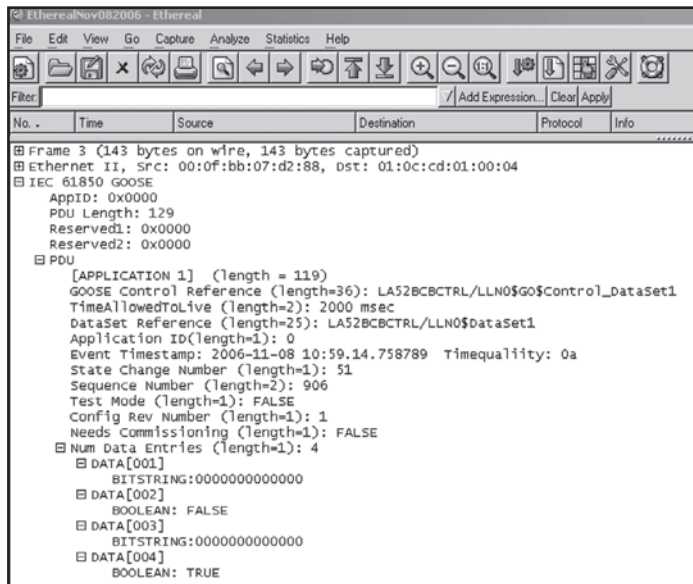 EtherealNov082006 - Ethereal
File Edit View Go Capture Analyze Statistics Help
Filter: Add Expression... Clear Apply
No. . Time Source Destination Protocol Info
Frame 3 (143 bytes on wire, 143 bytes captured)
Ethernet II, Src: 00:0f:bb:07:d2:88, Dst: 01:0c:cd:01:00:04
IEC 61850 GOOSE
AppID: 0x0000
PDU Length: 129
Reserved1: 0x0000
Reserved2: 0x0000
PDU
[APPLICATION 1] (length = 119)
GOOSE Control Reference (length=36): LA52BCBCTRL/LLN0$GO$Control_DataSet1
TimeAllowedToLive (length=2): 2000 msec
DataSet Reference (length=25): LA52BCBCTRL/LLN0$DataSet1
Application ID(length=1): 0
Event Timestamp: 2006-11-08 10:59.14.758789 Timequaliity: 0a
State Change Number (length=1): 51
Sequence Number (length=2): 906
Test Mode (length=1): FALSE
Config Rev Number (length=1): 1
Needs Commissioning (length=1): FALSE
Num Data Entries (length=1): 4
DATA[001]
BITSTRING:0000000000000
DATA[002]
BOOLEAN: FALSE
DATA[003]
BITSTRING:0000000000000
DATA[004]
BOOLEAN: TRUE